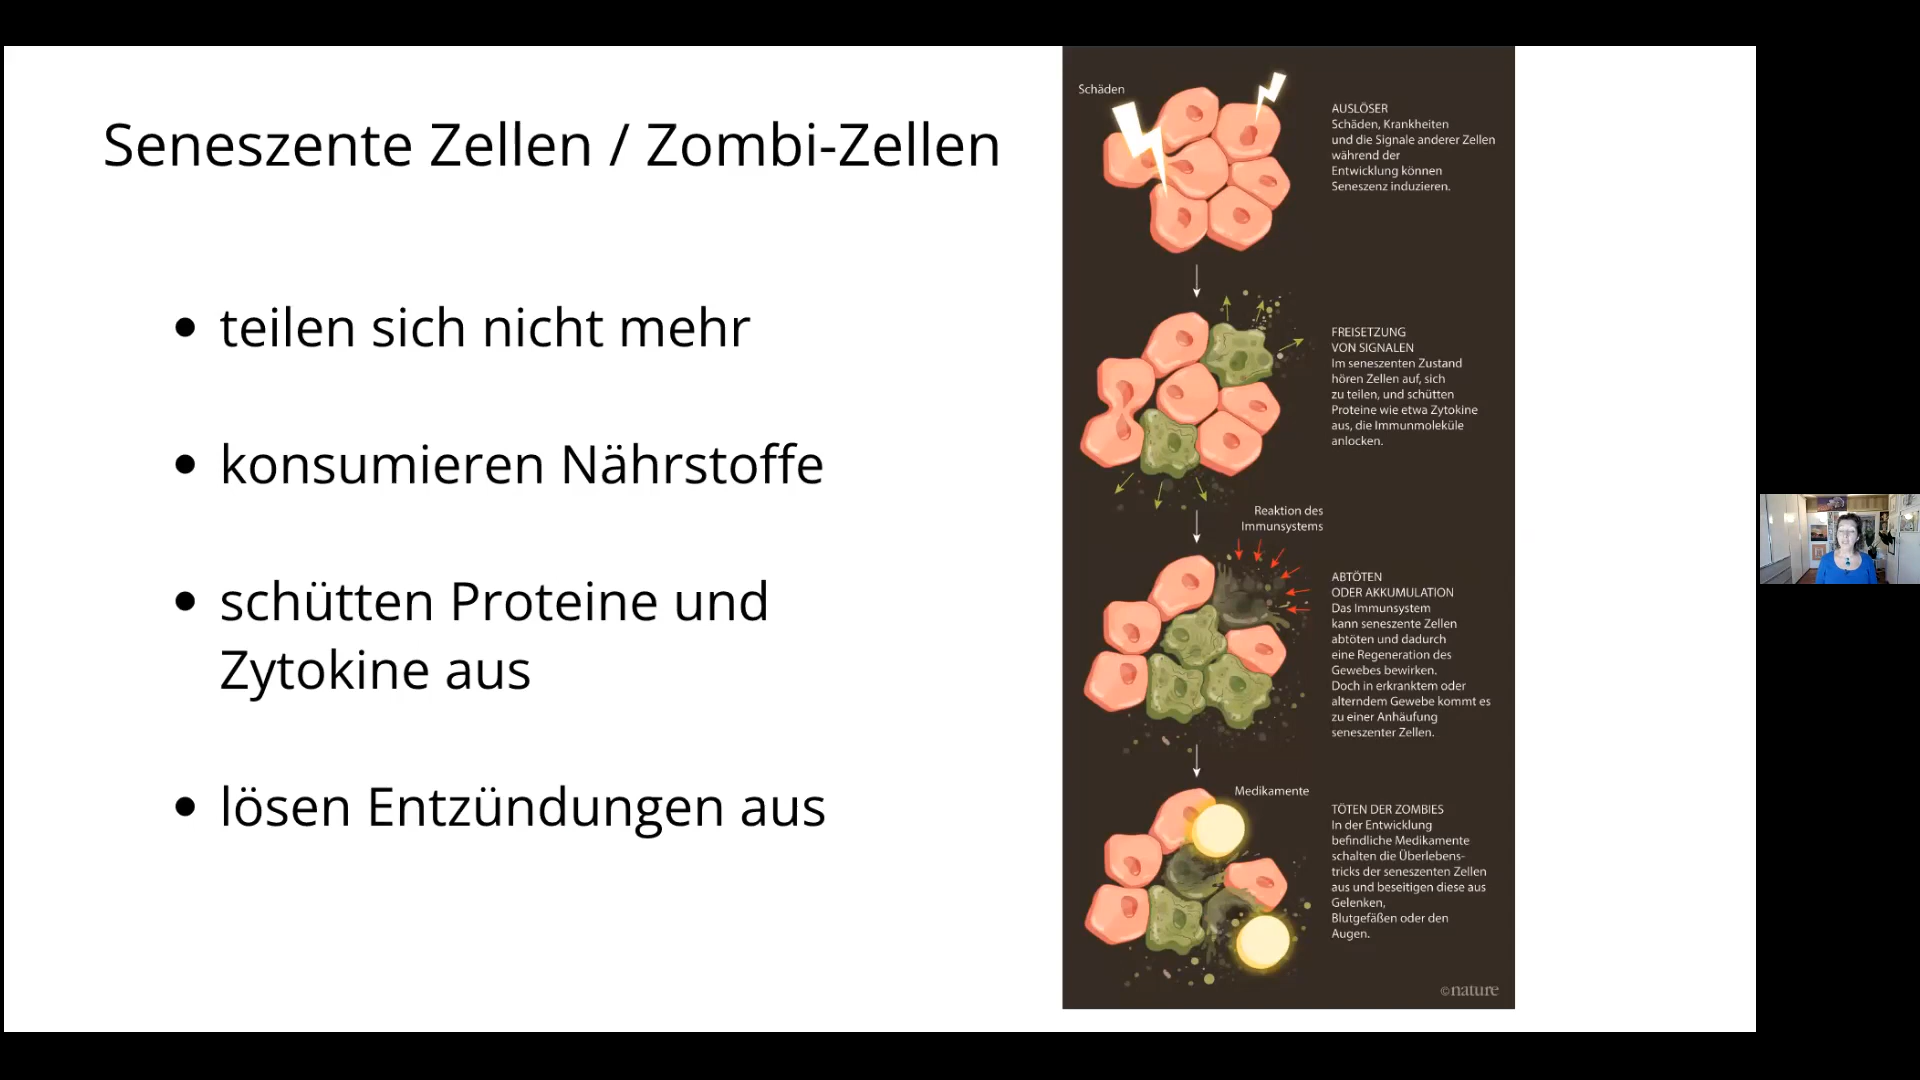 Seneszente Zellen / Zombi-Zellen
• teilen sich nicht mehr
• konsumieren Nährstoffe
• schütten Proteine und
Zytokine aus
• lösen Entzündungen aus
Schäden
AUSLÖSER
Schäden, Krankheiten
und die Signale anderer Zellen
während der
Entwicklung können
Seneszenz induzieren.
FREISETZUNG
VON SIGNALEN
Im seneszenten Zustand
hören Zellen auf, sich
zu teilen, und schütten
Proteine wie etwa Zytokine
aus, die Immunmoleküle
anlocken.
Reaktion des
Immunsystems
ABTÖTEN
ODER AKKUMULATION
Das Immunsystem
kann seneszente Zellen
abtöten und dadurch
eine Regeneration des
Gewebes bewirken.
Doch in erkranktem oder
alterndem Gewebe kommt es
zu einer Anhäufung
seneszenter Zellen.
Medikamente
TÖTEN DER ZOMBIES
In der Entwicklung
befindliche Medikamente
schalten die Überlebens-
tricks der seneszenten Zellen
aus und beseitigen diese aus
Gelenken,
Blutgefäßen oder den
Augen.
©nature